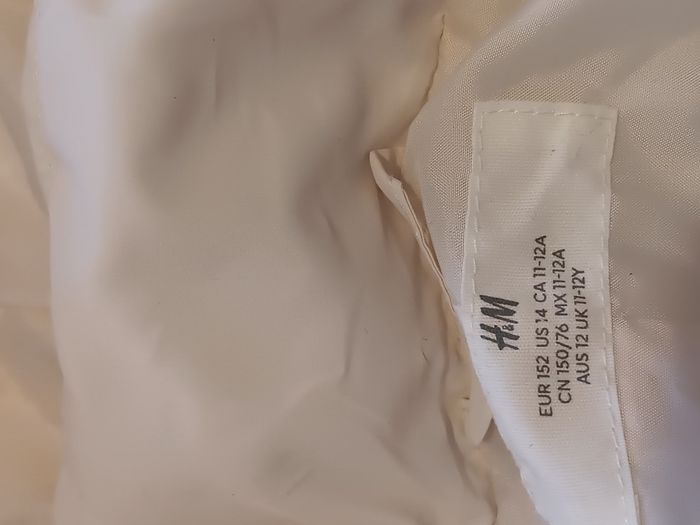 H&M
EUR 152 US 14 CA 11-12A
CN 150/76 MX 11-12A
AUS 12 UK 11-12Y